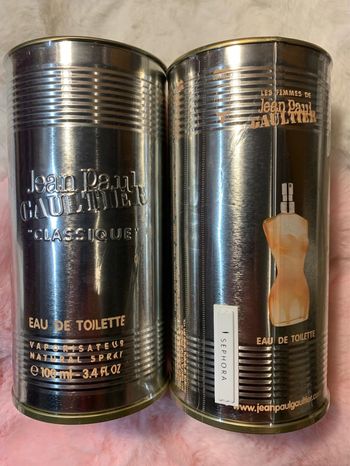 Jean Paul
GAULTIER
"CLASSIQUE"
EAU DE TOILETTE
VAPORISATEUR
NATURAL SPRAY
℮ 100 ml - 3.4 fl.oz
LES FEMMES DE
Jean Paul
GAULTIER
SEPHORA
EAU DE TOILETTE
www.jeanpaulgaultier.com